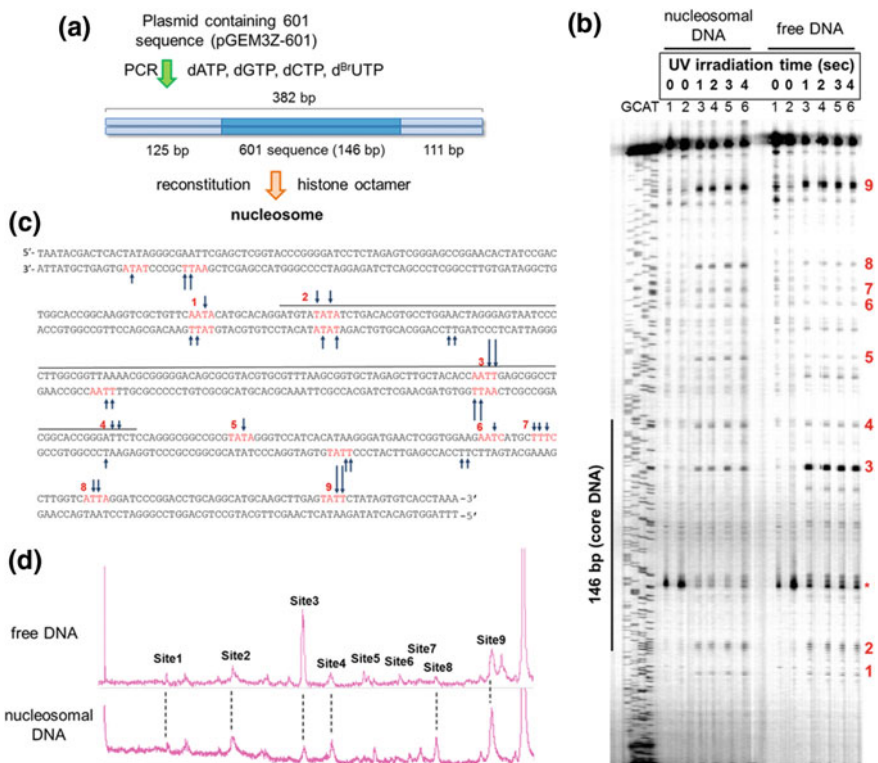 (a)
Plasmid containing 601
sequence (pGEM3Z-601)
PCR dATP, dGTP, dCTP, dBrUTP
382 bp
125 bp 601 sequence (146 bp) 111 bp
reconstitution histone octamer
nucleosome
(b)
nucleosomal DNA free DNA
UV irradiation time (sec)
0 0 1 2 3 4 0 0 1 2 3 4
GCAT 1 2 3 4 5 6 1 2 3 4 5 6
9
8
7
6
5
4
3
*
2
1
146 bp (core DNA)
(c)
5′- TAATACGACTCACTATAGGGCGAATTCGAGCTCGGTACCCGGGGATCCTCTAGAGTCGGGAGCCGGAACACTATCCGAC
3′- ATTATGCTGAGTGATATCCCGCTTAAGCTCGAGCCATGGGCCCCTAGGAGATCTCAGCCCTCGGCCTTGTGATAGGCTG
1 2
TGGCACCGGCAAGGTCGCTGTTCAATACATGCACAGGATGTATATATCTGACACGTGCCTGGAACTAGGGAGTAATCCC
ACCGTGGCCGTTCCAGCGACAAGTTATGTACGTGTCCTACATATATAGACTGTGCACGGACCTTGATCCCTCATTAGGG
3
CTTGGCGGTTAAAACGCGGGGGACAGCGCGTACGTGCGTTTAAGCGGTGCTAGAGCTTGCTACACCAATTGAGCGGCCT
GAACCGCCAATTTTGCGCCCCCTGTCGCGCATGCACGCAAATTCGCCACGATCTCGAACGATGTGGTTAACTCGCCGGA
4 5 6 7
CGGCACCGGGATTCTCCAGGGCGGCCGCGTATAGGGTCCATCACATAAGGGATGAACTCGGTGGAAGAATCATGCTTTC
GCCGTGGCCCTAAGAGGTCCCGCCGGCGCATATCCCAGGTAGTGTATTCCCTACTTGAGCCACCTTCTTAGTACGAAAG
8 9
CTTGGTCATTAGGATCCCGGACCTGCAGGCATGCAAGCTTGAGTATTCTATAGTGTCACCTAAA -3′
GAACCAGTAATCCTAGGGCCTGGACGTCCGTACGTTCGAACTCATAAGATATCACAGTGGATTT -5′
(d)
free DNA
Site1 Site2 Site3 Site4 Site5 Site6 Site7 Site8 Site9
nucleosomal
DNA